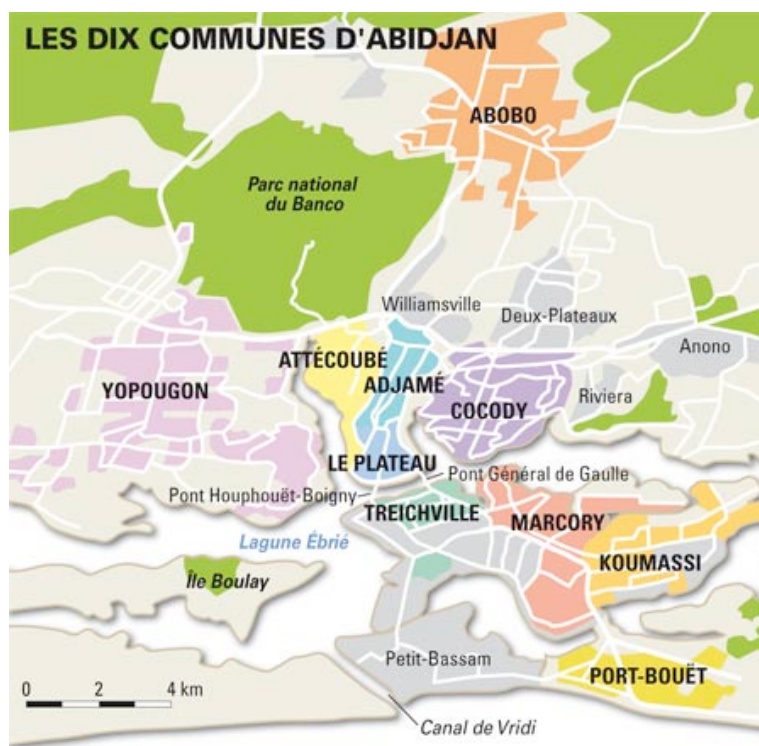 LES DIX COMMUNES D'ABIDJAN
ABOBO
Parc national
du Banco
Williamsville
Deux-Plateaux
Anono
ATTÉCOUBÉ
ADJAMÉ
YOPOUGON
COCODY
Riviera
LE PLATEAU
Pont Général de Gaulle
Pont Houphouët-Boigny
TREICHVILLE
MARCORY
Lagune Ébrié
KOUMASSI
Île Boulay
Petit-Bassam
PORT-BOUËT
0 2 4 km
Canal de Vridi